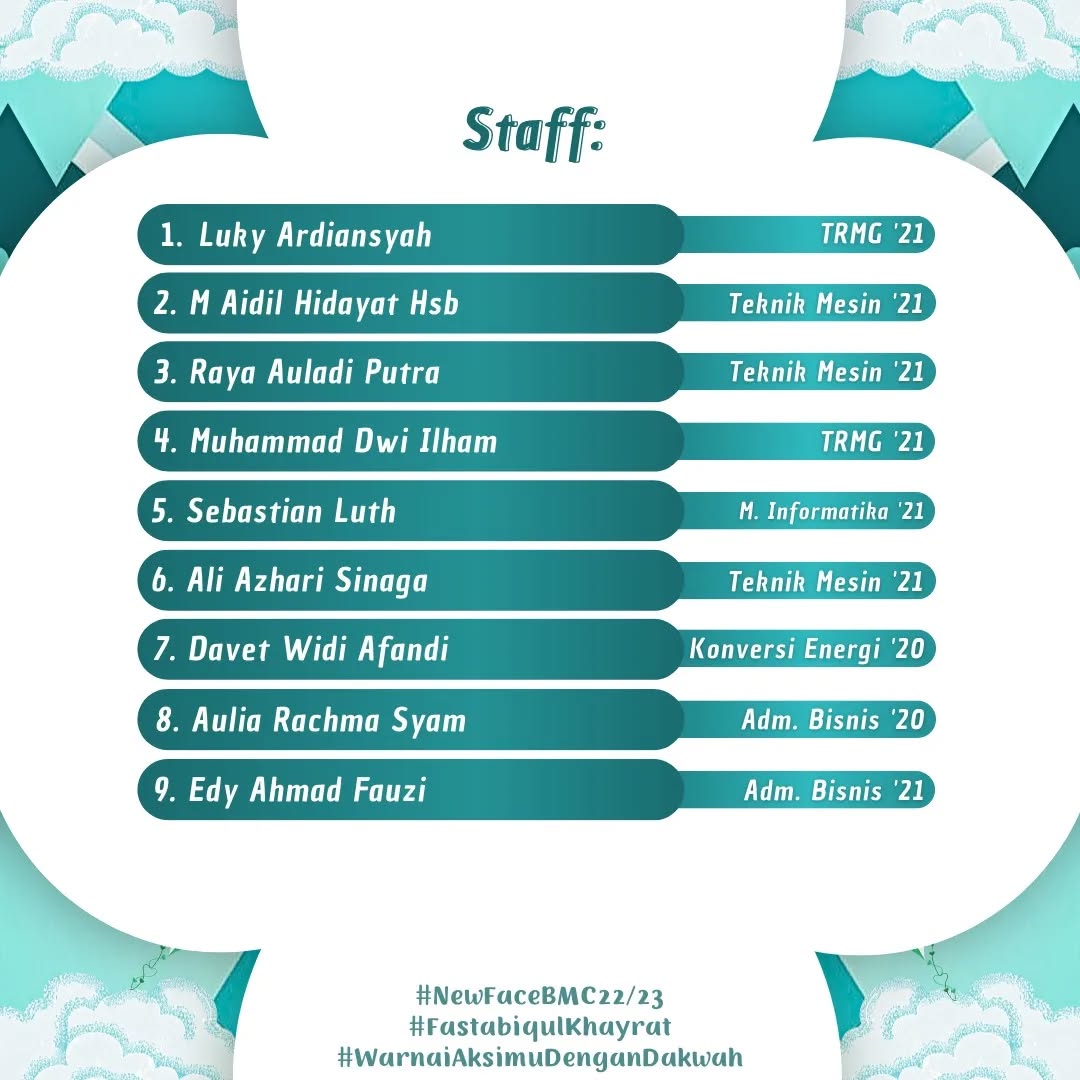 Staff:
1. Luky Ardiansyah TRMG '21
2. M Aidil Hidayat Hsb Teknik Mesin '21
3. Raya Auladi Putra Teknik Mesin '21
4. Muhammad Dwi Ilham TRMG '21
5. Sebastian Luth M. Informatika '21
6. Ali Azhari Sinaga Teknik Mesin '21
7. Davet Widi Afandi Konversi Energi '20
8. Aulia Rachma Syam Adm. Bisnis '20
9. Edy Ahmad Fauzi Adm. Bisnis '21
#NewFaceBMC22/23
#FastabiqulKhayrat
#WarnaiAksimuDenganDakwah